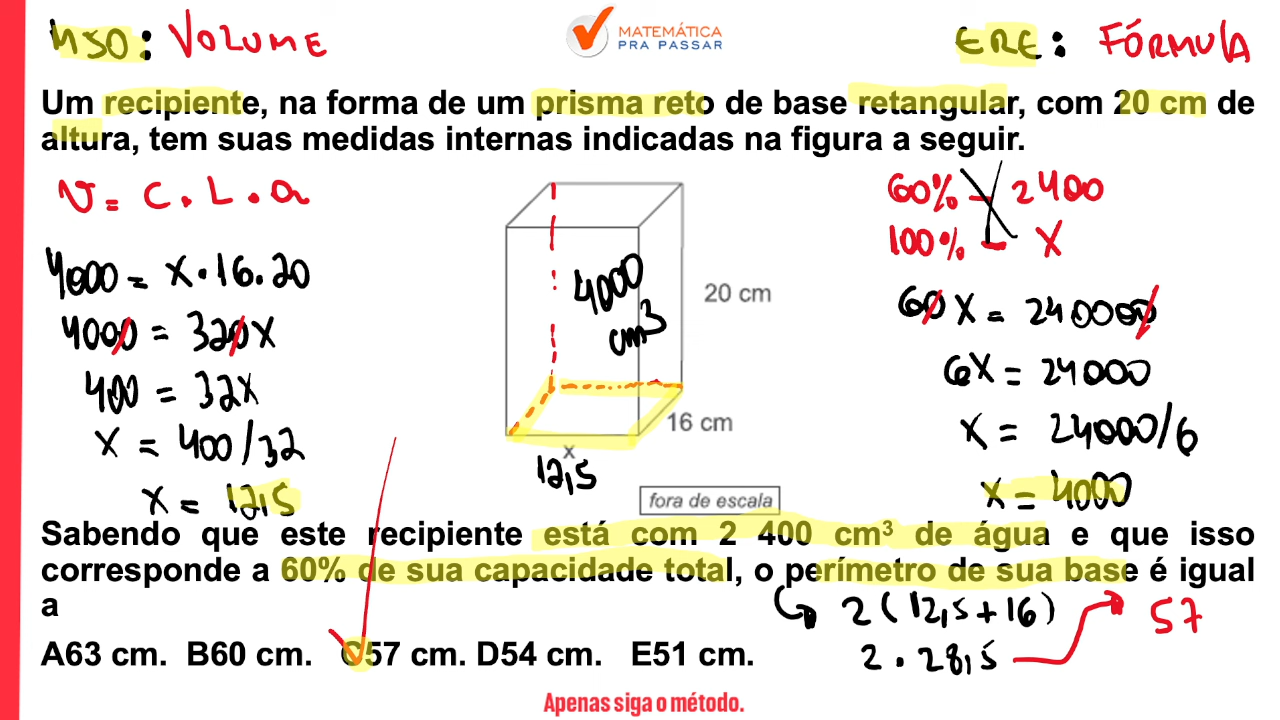 MSO: VOLUME
MATEMÁTICA
PRA PASSAR
ERE: FÓRMULA
Um recipiente, na forma de um prisma reto de base retangular, com 20 cm de
altura, tem suas medidas internas indicadas na figura a seguir.
V = C . L . a
4000 = x . 16 . 20
4000 = 320x
400 = 32x
x = 400/32
x = 12,5
4000
cm³
20 cm
16 cm
x
12,5
fora de escala
60% - 2400
100% - X
60x = 240000
6x = 24000
x = 24000/6
x = 4000
Sabendo que este recipiente está com 2 400 cm³ de água e que isso
corresponde a 60% de sua capacidade total, o perímetro de sua base é igual
a
2(12,5+16)
2 . 28,5
57
A63 cm. B60 cm. C57 cm. D54 cm. E51 cm.
Apenas siga o método.